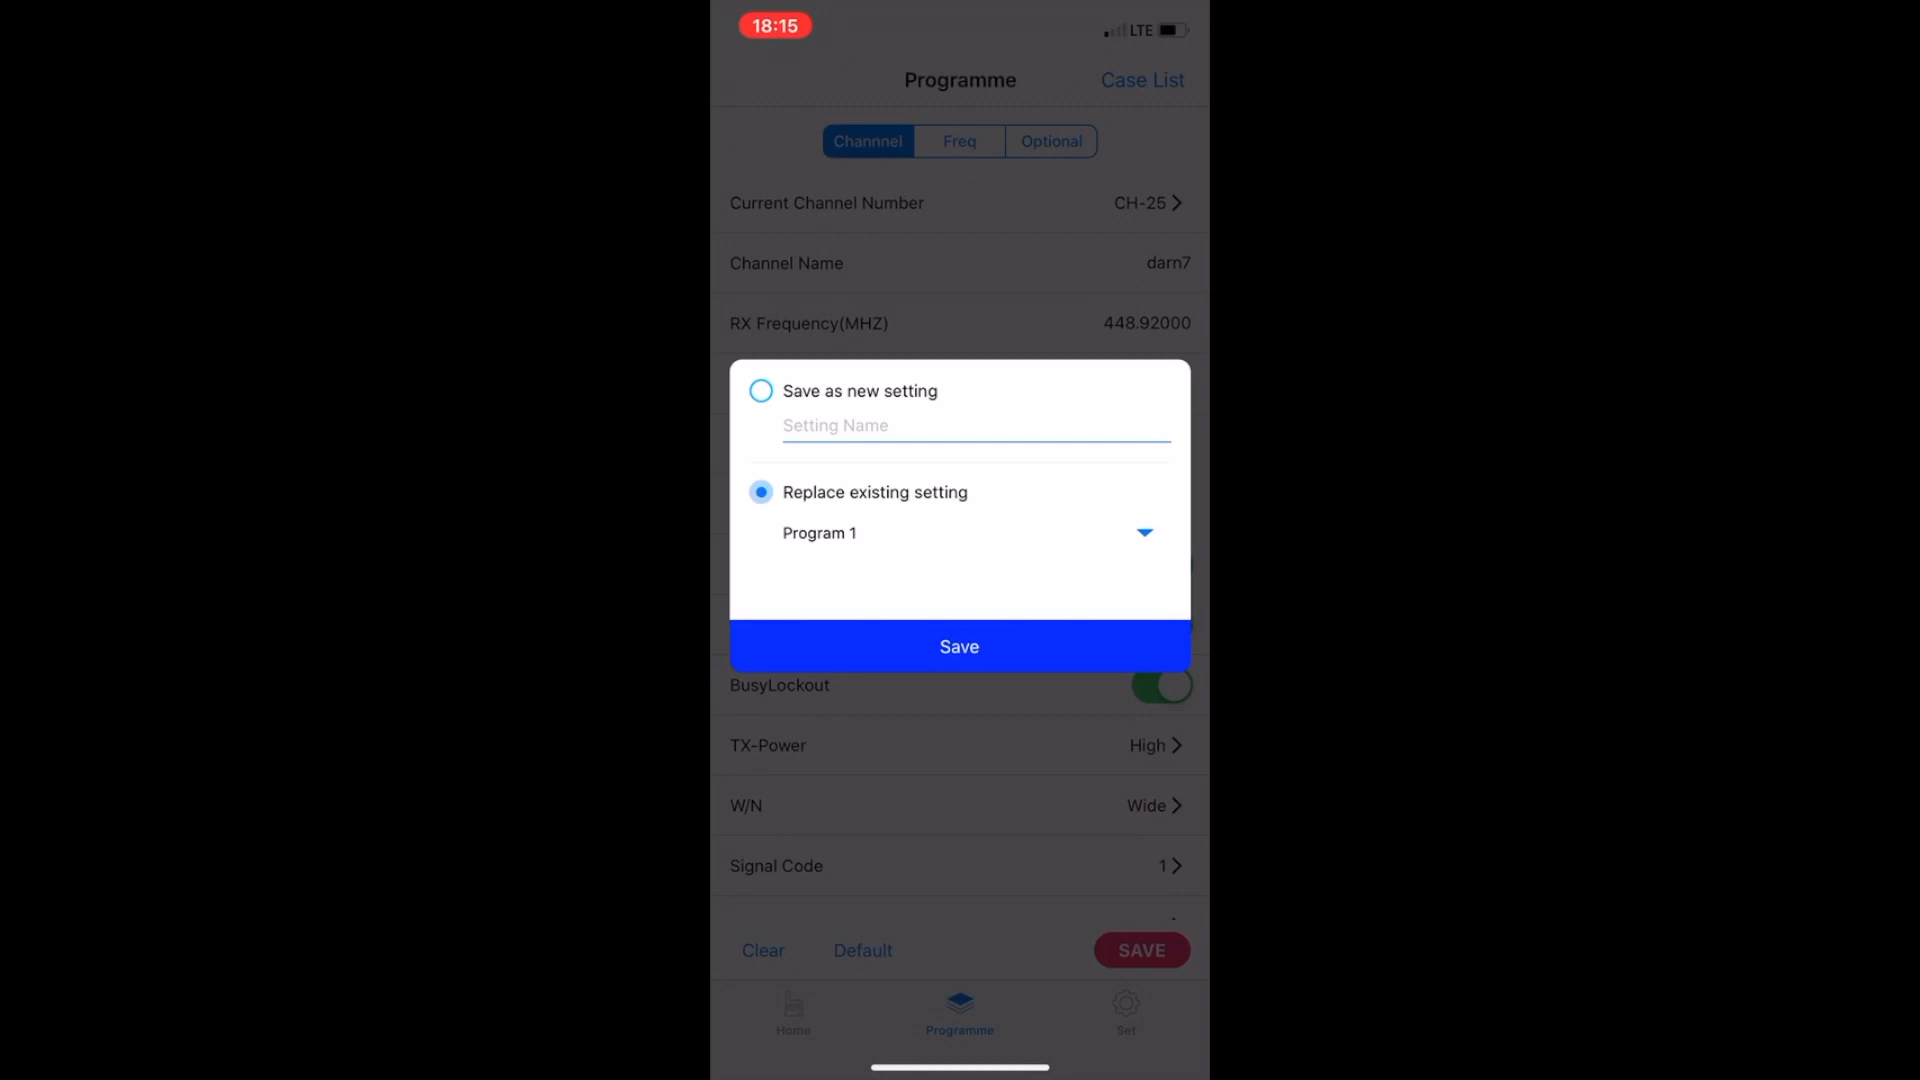 18:15
LTE
Programme
Case List
Channnel
Freq
Optional
Current Channel Number
CH-25
Channel Name
darn7
RX Frequency(MHZ)
448.92000
Save as new setting
Setting Name
Replace existing setting
Program 1
Save
BusyLockout
TX-Power
High
W/N
Wide
Signal Code
1
Clear
Default
SAVE
Home
Programme
Set